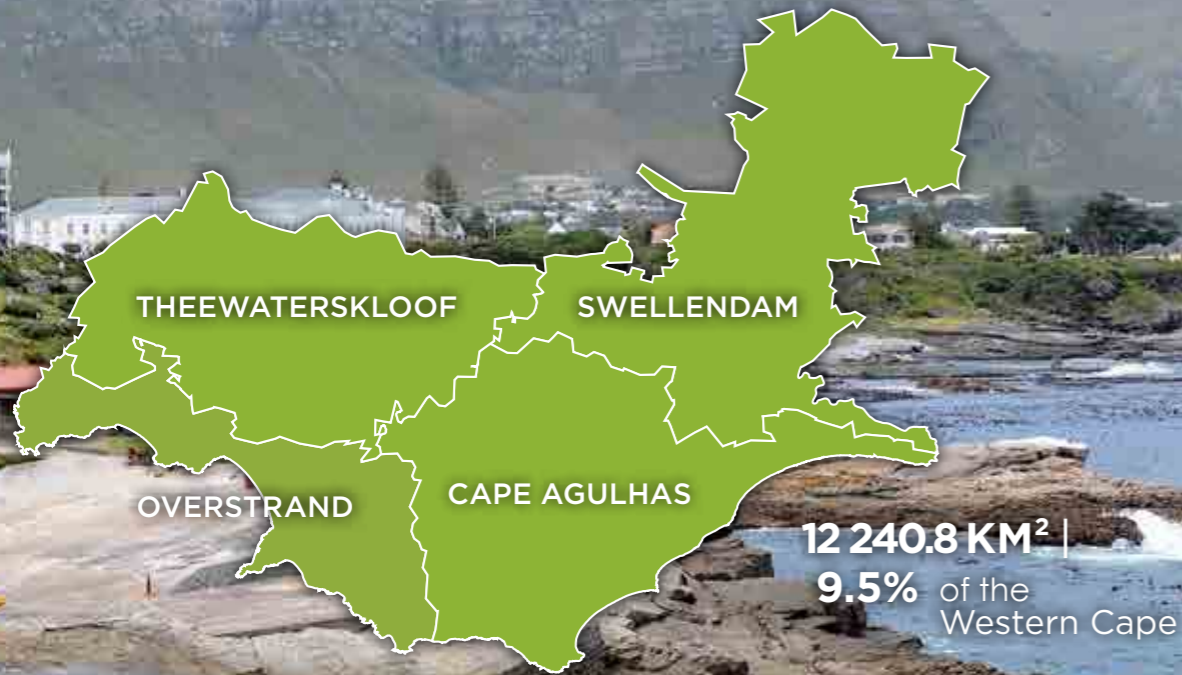 THEEWATERSKLOOF
SWELLENDAM
OVERSTRAND
CAPE AGULHAS
12 240.8 KM² |
9.5% of the
Western Cape